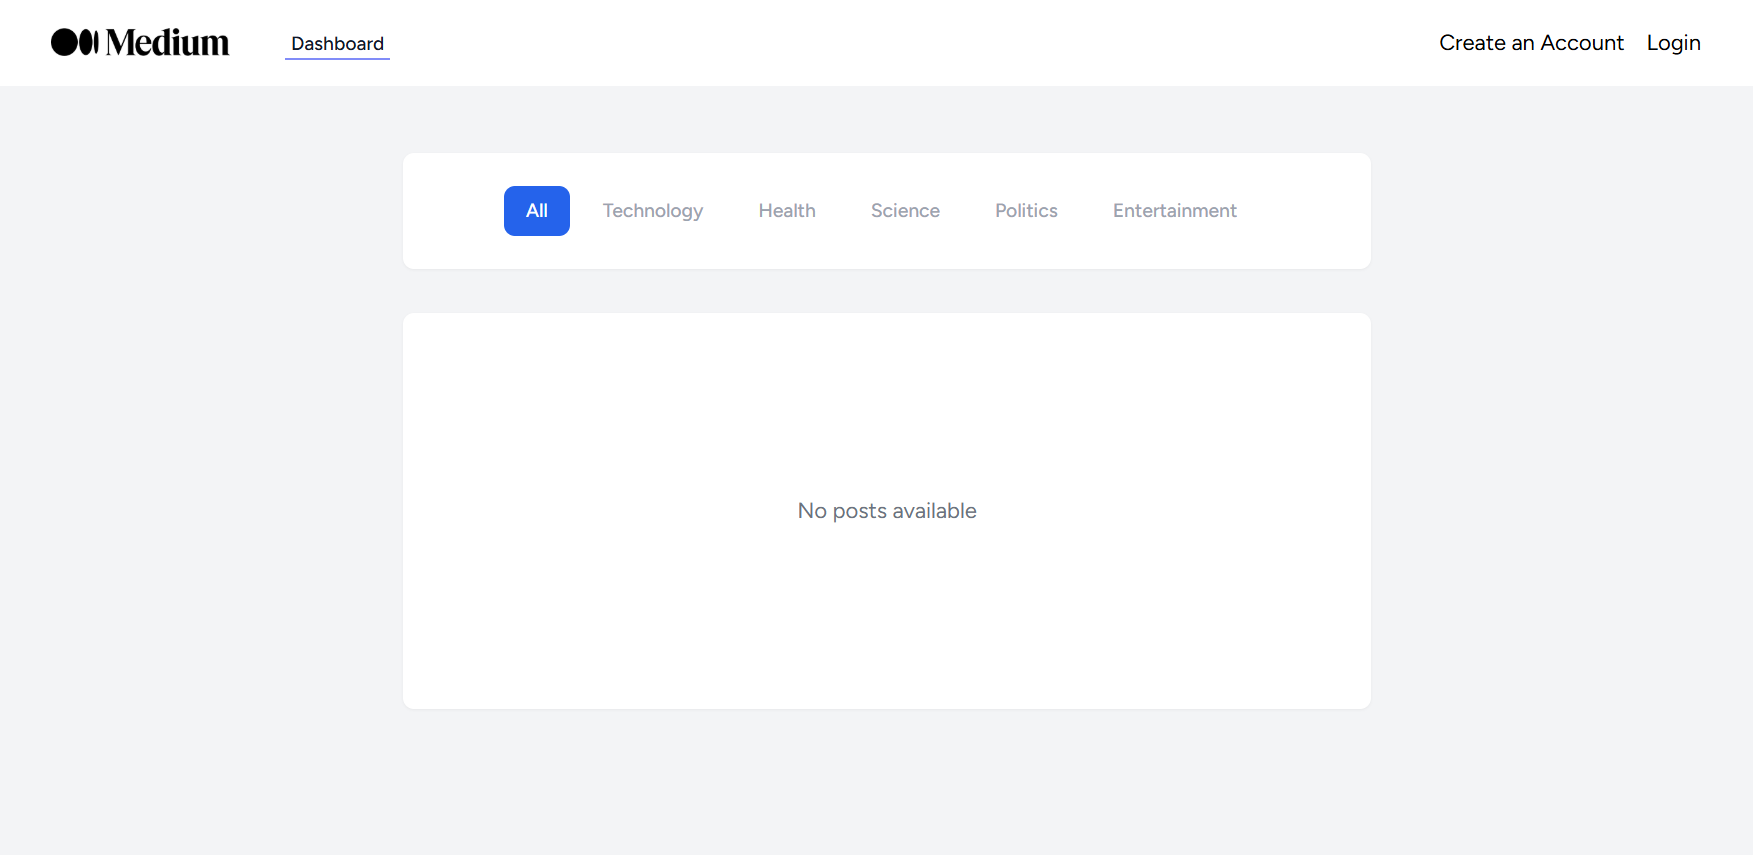 Medium Dashboard Create an Account Login
All Technology Health Science Politics Entertainment
No posts available